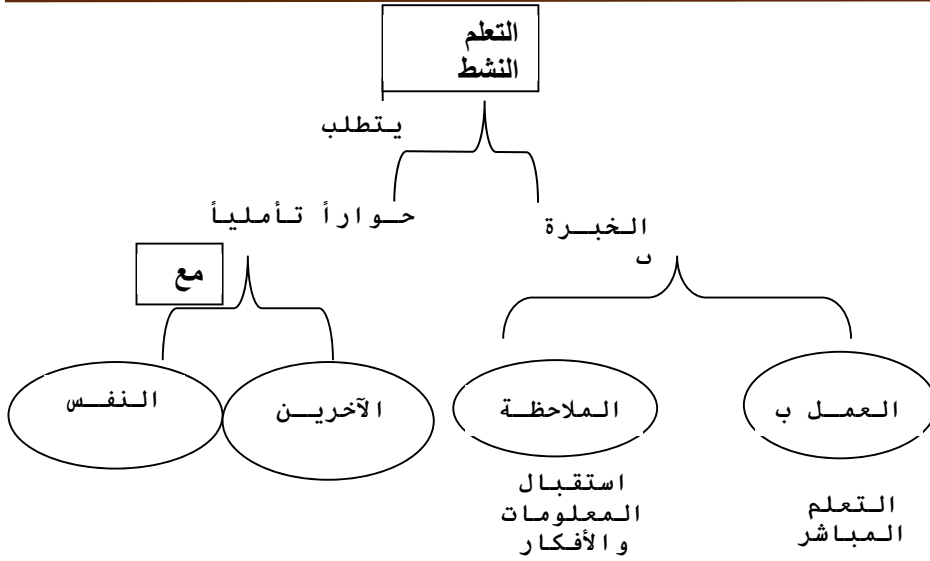 التعلم
النشط
يتطلب
الخبرة
ب
حواراً تأملياً
مع
العمل ب
الملاحظة
الآخرين
النفس
التعلم
المباشر
استقبال
المعلومات
والأفكار